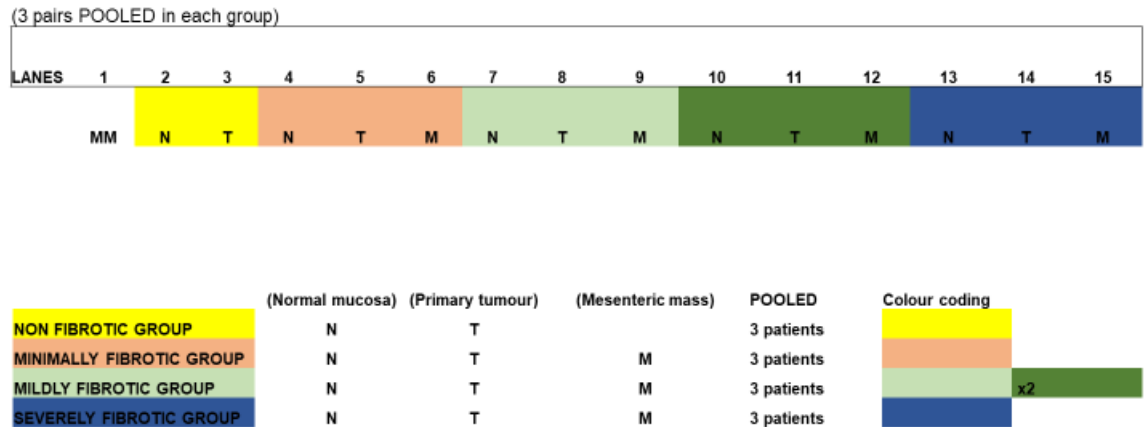 (3 pairs POOLED in each group)
LANES 1 2 3 4 5 6 7 8 9 10 11 12 13 14 15
MM N T N T M N T M N T M N T M
(Normal mucosa) (Primary tumour) (Mesenteric mass) POOLED Colour coding
NON FIBROTIC GROUP N T 3 patients
MINIMALLY FIBROTIC GROUP N T M 3 patients
MILDLY FIBROTIC GROUP N T M 3 patients x2
SEVERELY FIBROTIC GROUP N T M 3 patients